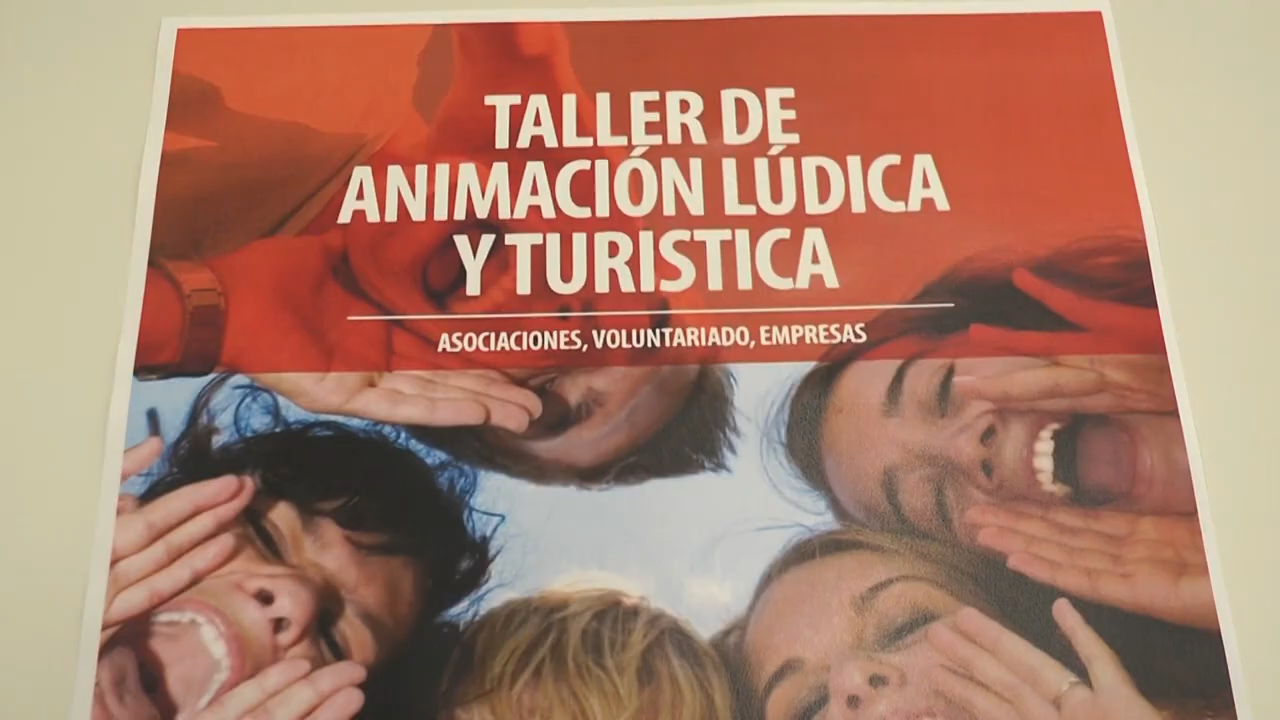 TALLER DE
ANIMACIÓN LÚDICA
Y TURISTICA
ASOCIACIONES, VOLUNTARIADO, EMPRESAS